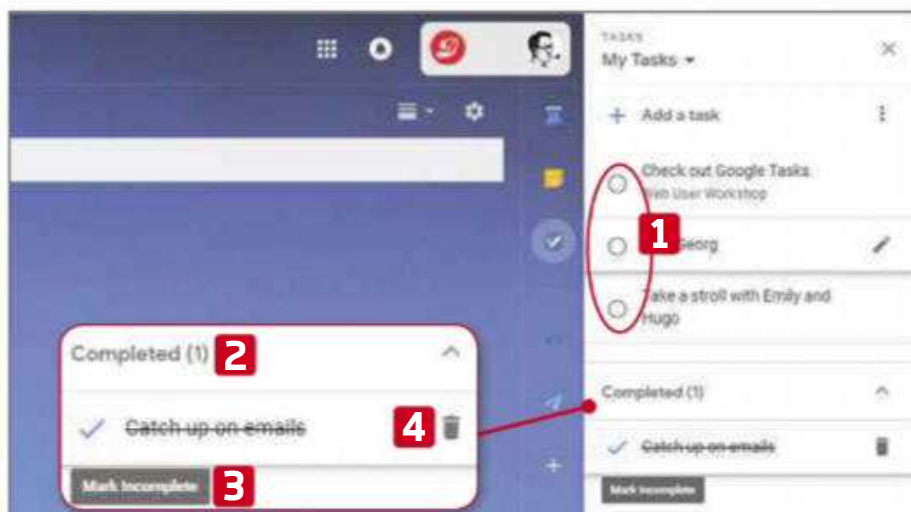 TASKS
My Tasks
Add a task
Check out Google Tasks
Web User Workshop
1
Georg
Take a stroll with Emily and
Hugo
Completed (1)
Catch up on emails
Mark Incomplete
Completed (1) 2
Catch up on emails 4
Mark Incomplete 3